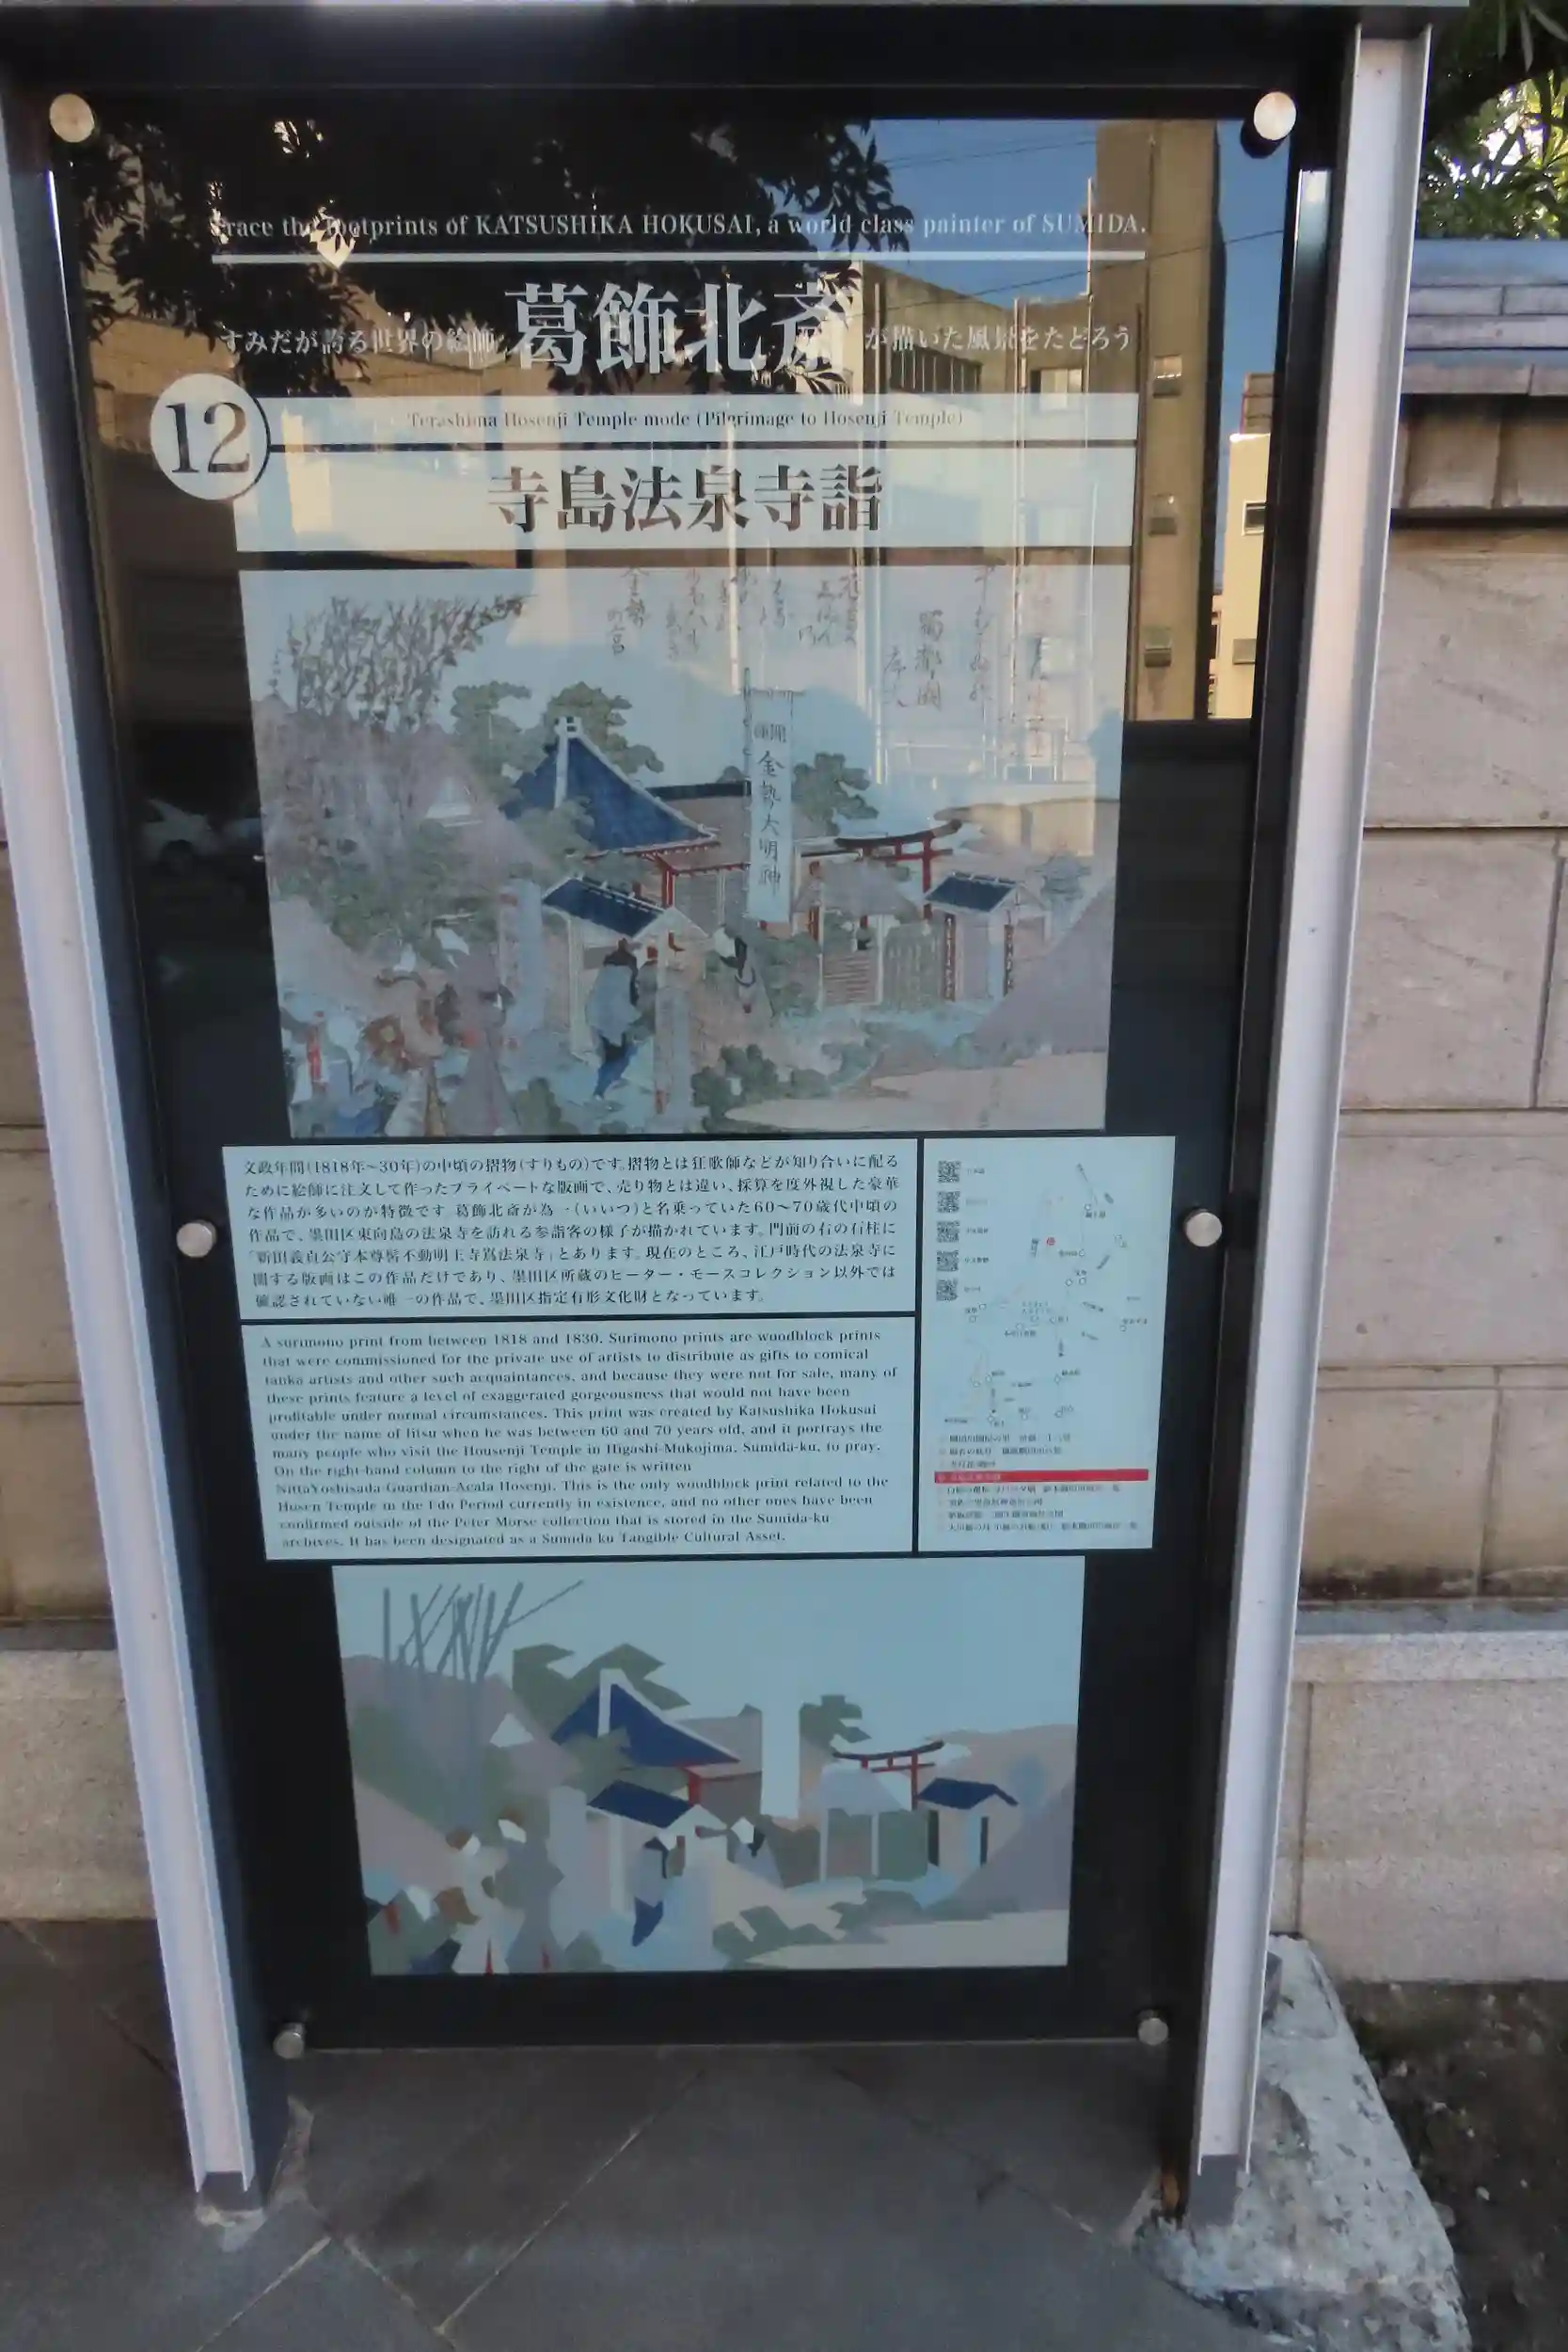 race the footprints of KATSUSHIKA HOKUSAI, a world class painter of SUMIDA.
すみだが誇る世界の絵師 葛飾北斎 が描いた風景をたどろう
12
Terashima Hosenji Temple mode (Pilgrimage to Hosenji Temple)
寺島法泉寺詣
金勢大明神
文政年間(1818年~30年)の中頃の摺物(すりもの)です。摺物とは狂歌師などが知り合いに配る
ために絵師に注文して作ったプライベートな版画で、売り物とは違い、採算を度外視した豪華
な作品が多いのが特徴です。葛飾北斎が為一(いいつ)と名乗っていた60〜70歳代中頃の
作品で、墨田区東向島の法泉寺を訪れる参詣客の様子が描かれています。門前の右の石柱に
「新田義貞公守本尊髻不動明王寺嶌法泉寺」とあります。現在のところ、江戸時代の法泉寺に
関する版画はこの作品だけであり、墨田区所蔵のピーター・モースコレクション以外では
確認されていない唯一の作品で、墨田区指定有形文化財となっています。
A surimono print from between 1818 and 1830. Surimono prints are woodblock prints
that were commissioned for the private use of artists to distribute as gifts to comical
tanka artists and other such acquaintances, and because they were not for sale, many of
these prints feature a level of exaggerated gorgeousness that would not have been
profitable under normal circumstances. This print was created by Katsushika Hokusai
under the name of Iitsu when he was between 60 and 70 years old, and it portrays the
many people who visit the Housenji Temple in Higashi-Mukojima, Sumida-ku, to pray.
On the right-hand column to the right of the gate is written
NittaYoshisada Guardian Acala Hosenji. This is the only woodblock print related to the
Hosen Temple in the Edo Period currently in existence, and no other ones have been
confirmed outside of the Peter Morse collection that is stored in the Sumida-ku
archives. It has been designated as a Sumida ku Tangible Cultural Asset.